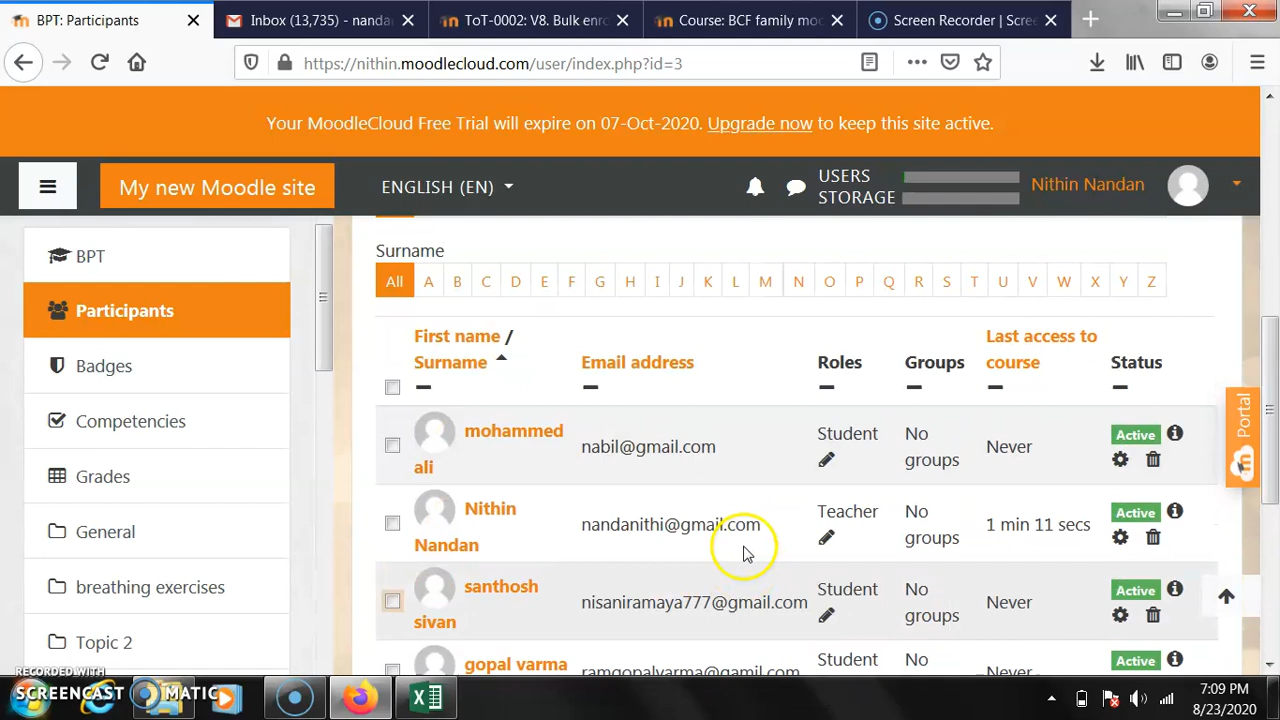 BPT: Participants
Inbox (13,735) - nanda
ToT-0002: V8. Bulk enro
Course: BCF family mo
Screen Recorder | Scre
https://nithin.moodlecloud.com/user/index.php?id=3
Your MoodleCloud Free Trial will expire on 07-Oct-2020. Upgrade now to keep this site active.
My new Moodle site
ENGLISH (EN)
USERS
STORAGE
Nithin Nandan
BPT
Participants
Badges
Competencies
Grades
General
breathing exercises
Topic 2
Surname
All A B C D E F G H I J K L M N O P Q R S T U V W X Y Z
First name / Surname
Email address
Roles
Groups
Last access to course
Status
mohammed ali
nabil@gmail.com
Student
No groups
Never
Active
Nithin Nandan
nandanithi@gmail.com
Teacher
No groups
1 min 11 secs
Active
santhosh sivan
nisaniramaya777@gmail.com
Student
No groups
Never
Active
gopal varma
ramgopalvarma@gamil.com
Student
No
Never
Active
Portal
RECORDED WITH
SCREENCAST MATIC
7:09 PM
8/23/2020